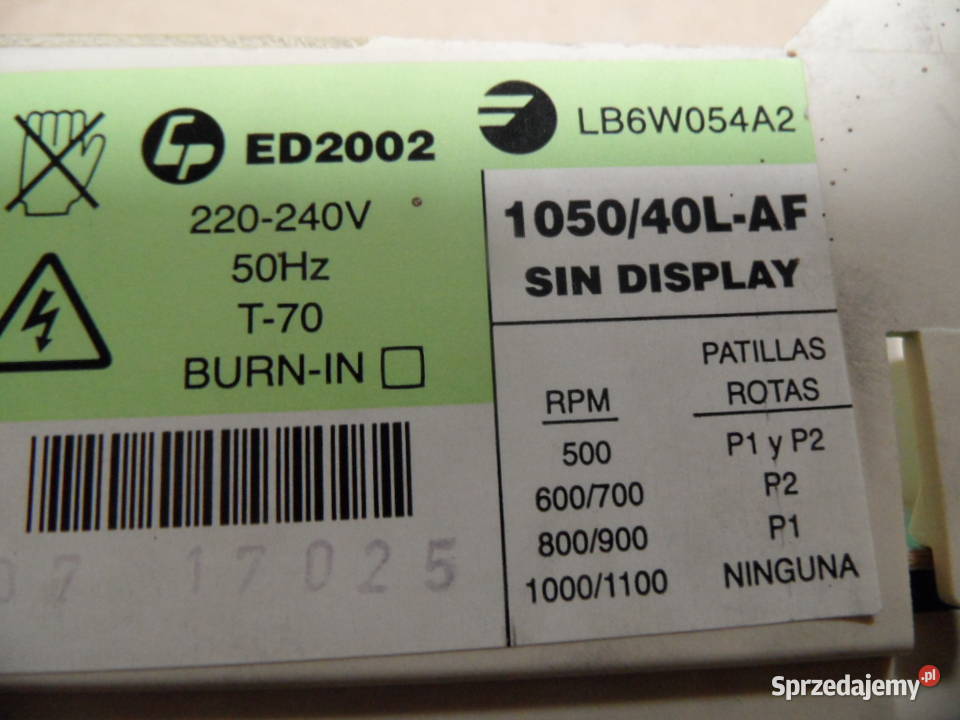 ED2002
220-240V
50Hz
T-70
BURN-IN
07 17025
LB6W054A2
1050/40L-AF
SIN DISPLAY
RPM PATILLAS ROTAS
500 P1 y P2
600/700 P2
800/900 P1
1000/1100 NINGUNA
Sprzedajemy.pl